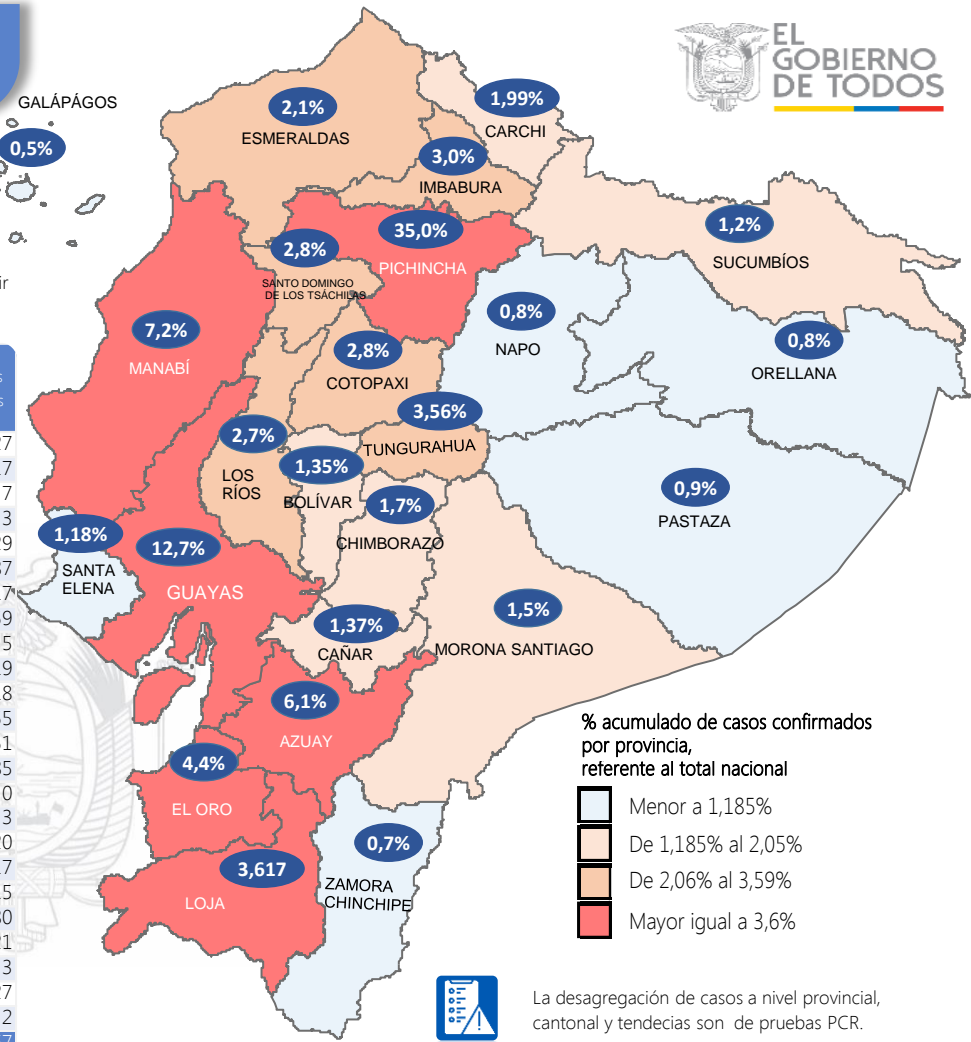 EL
GOBIERNO
DE TODOS
GALÁPAGOS
0,5%
2,1%
ESMERALDAS
1,99%
CARCHI
3,0%
IMBABURA
35,0%
PICHINCHA
1,2%
SUCUMBÍOS
2,8%
SANTO DOMINGO
DE LOS TSÁCHILAS
ir
7,2%
MANABÍ
0,8%
NAPO
0,8%
ORELLANA
2,8%
COTOPAXI
3,56%
TUNGURAHUA
2,7%
LOS
RÍOS
1,35%
BOLÍVAR
1,7%
CHIMBORAZO
0,9%
PASTAZA
1,18%
SANTA
ELENA
12,7%
GUAYAS
1,37%
CAÑAR
1,5%
MORONA SANTIAGO
6,1%
AZUAY
4,4%
EL ORO
3,617
LOJA
0,7%
ZAMORA
CHINCHIPE
% acumulado de casos confirmados
por provincia,
referente al total nacional
Menor a 1,185%
De 1,185% al 2,05%
De 2,06% al 3,59%
Mayor igual a 3,6%
La desagregación de casos a nivel provincial,
cantonal y tendecias son de pruebas PCR.